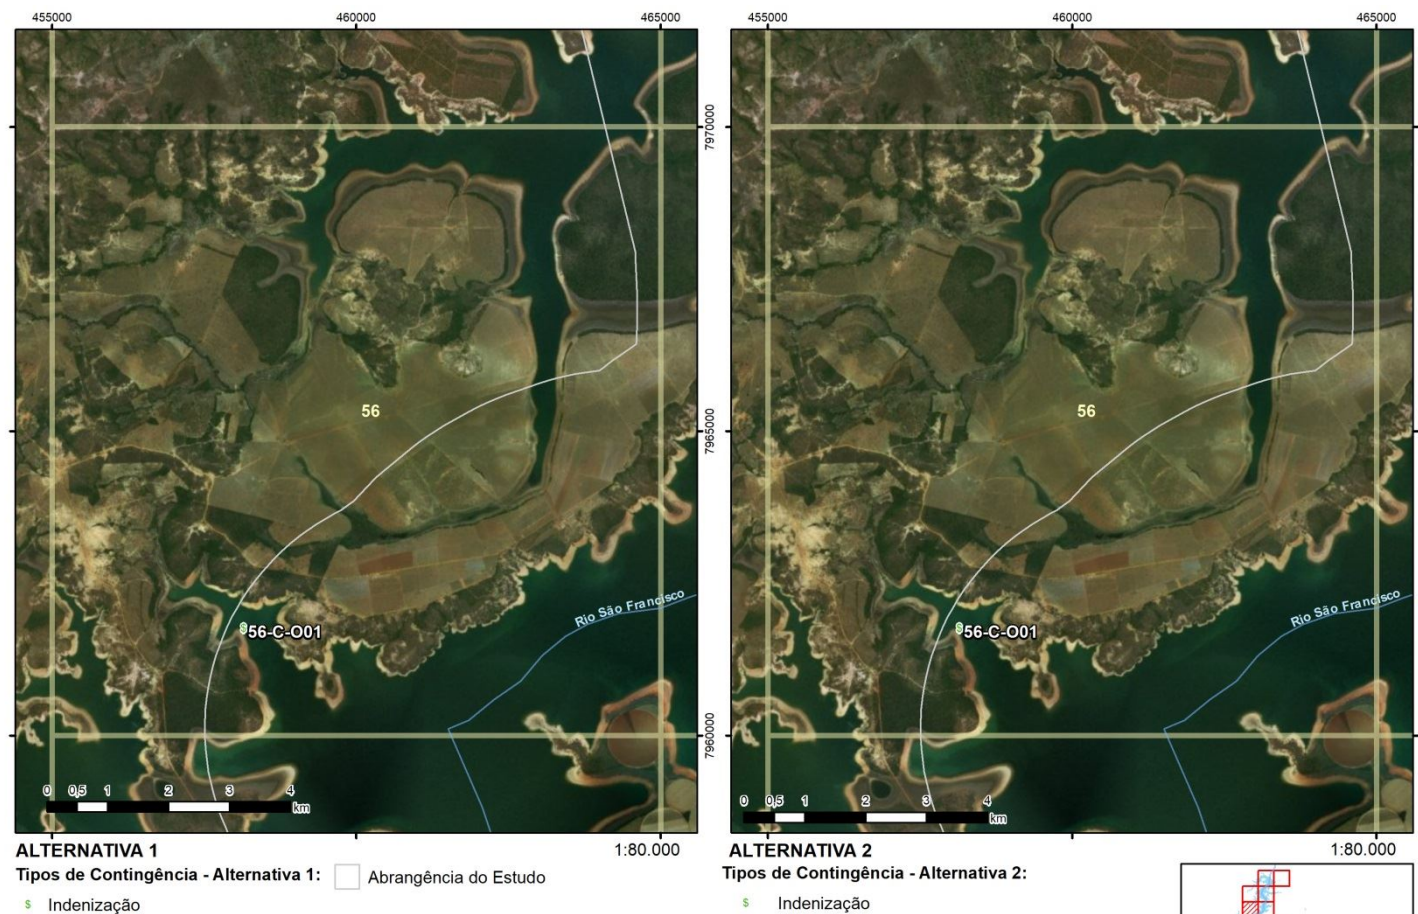 455000 460000 465000 455000 460000 465000
7970000 7970000
56 56
7965000 7965000
Rio São Francisco Rio São Francisco
$56-C-O01 $56-C-O01
7960000 7960000
0 0,5 1 2 3 4 km
0 0,5 1 2 3 4 km
ALTERNATIVA 1 1:80.000
Tipos de Contingência - Alternativa 1: Abrangência do Estudo
$ Indenização
ALTERNATIVA 2 1:80.000
Tipos de Contingência - Alternativa 2:
$ Indenização